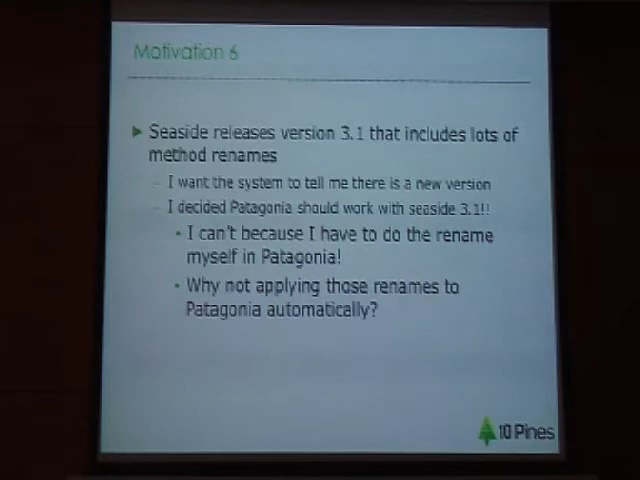 Motivation 6
Seaside releases version 3.1 that includes lots of
method renames
I want the system to tell me there is a new version
I decided Patagonia should work with seaside 3.1!!
I can't because I have to do the rename
myself in Patagonia!
Why not applying those renames to
Patagonia automatically?
10 Pines